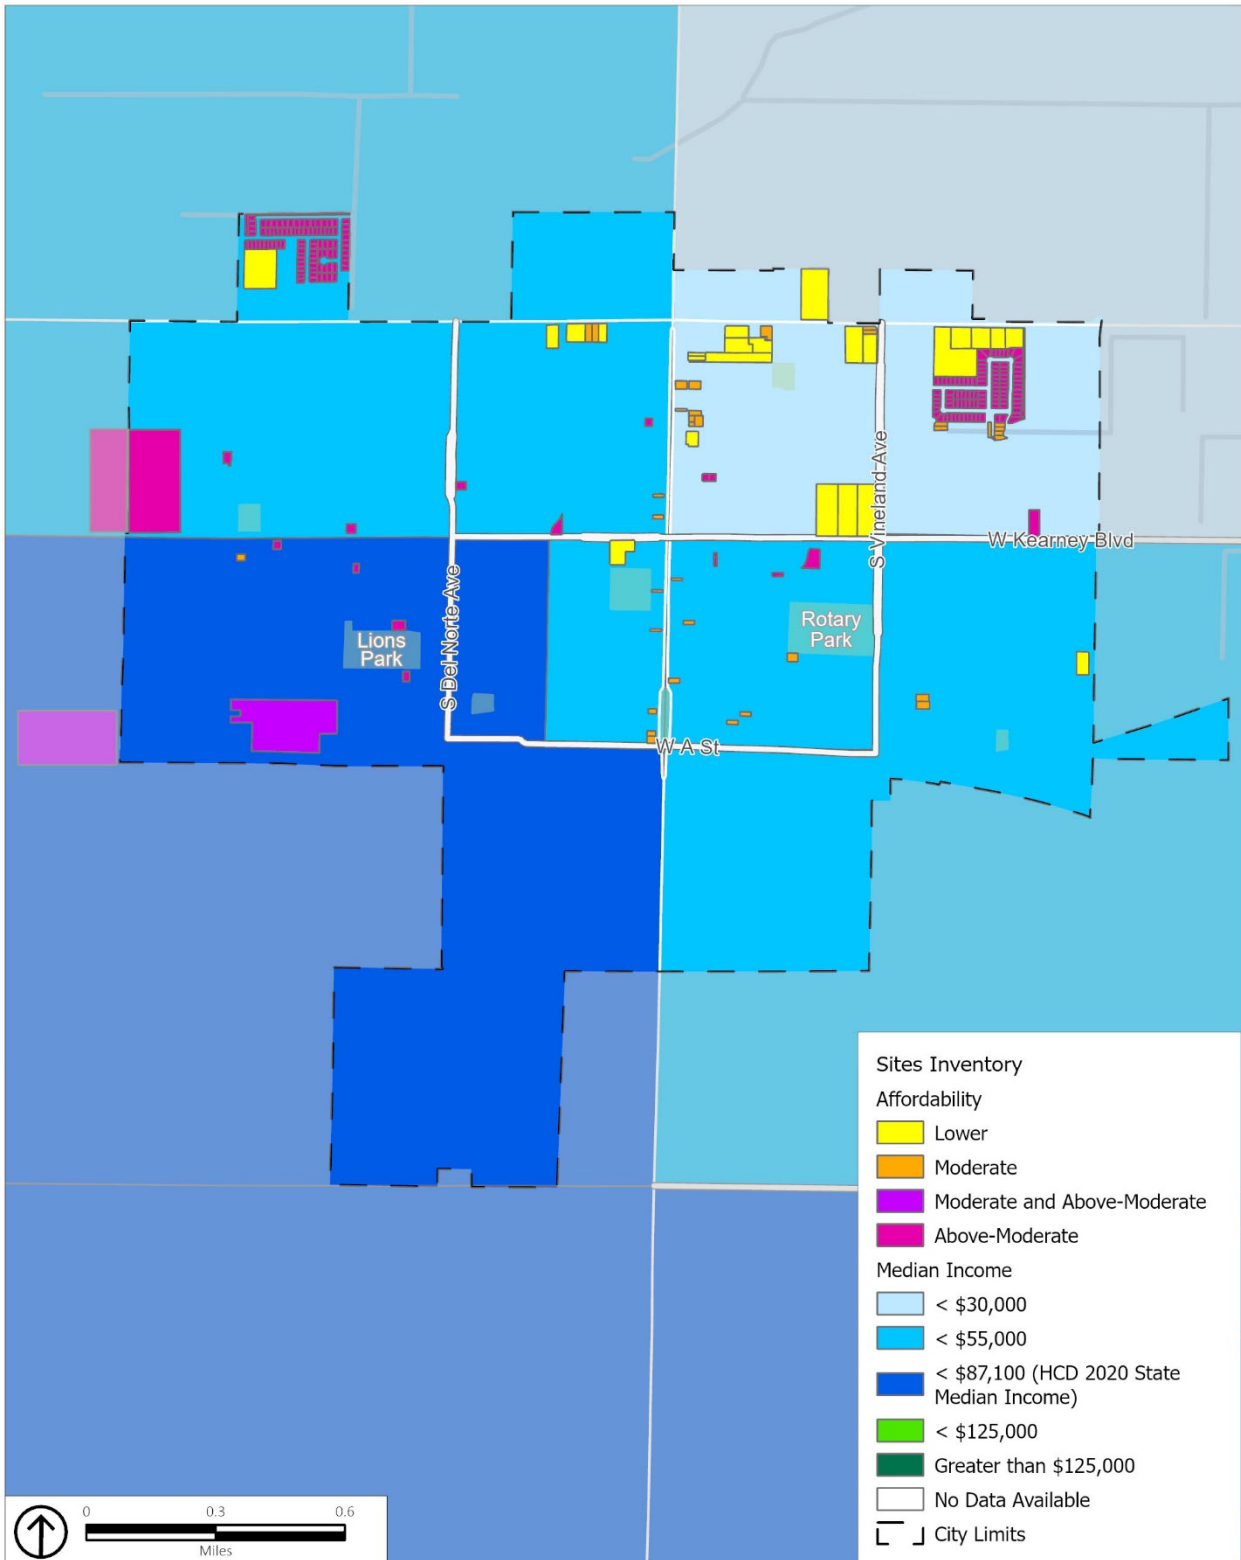 S Vineland Ave
W Kearney Blvd
S Del Norte Ave
Lions
Park
Rotary
Park
W A St
Sites Inventory
Affordability
Lower
Moderate
Moderate and Above-Moderate
Above-Moderate
Median Income
< $30,000
< $55,000
< $87,100 (HCD 2020 State
Median Income)
< $125,000
Greater than $125,000
No Data Available
City Limits
0 0.3 0.6
Miles